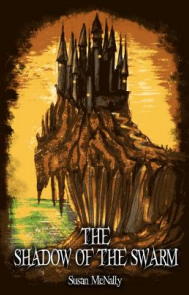 THE
SHADOW OF THE SWARM
Susan McNally